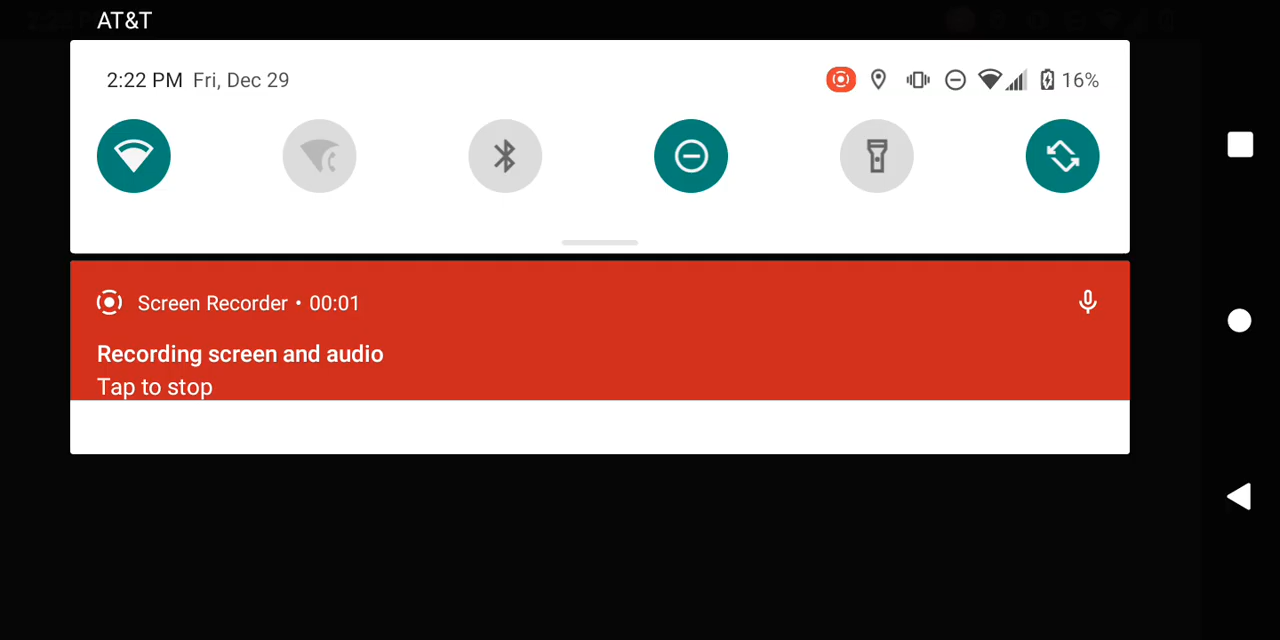 AT&T
2:22 PM Fri, Dec 29 16%
Screen Recorder • 00:01
Recording screen and audio
Tap to stop